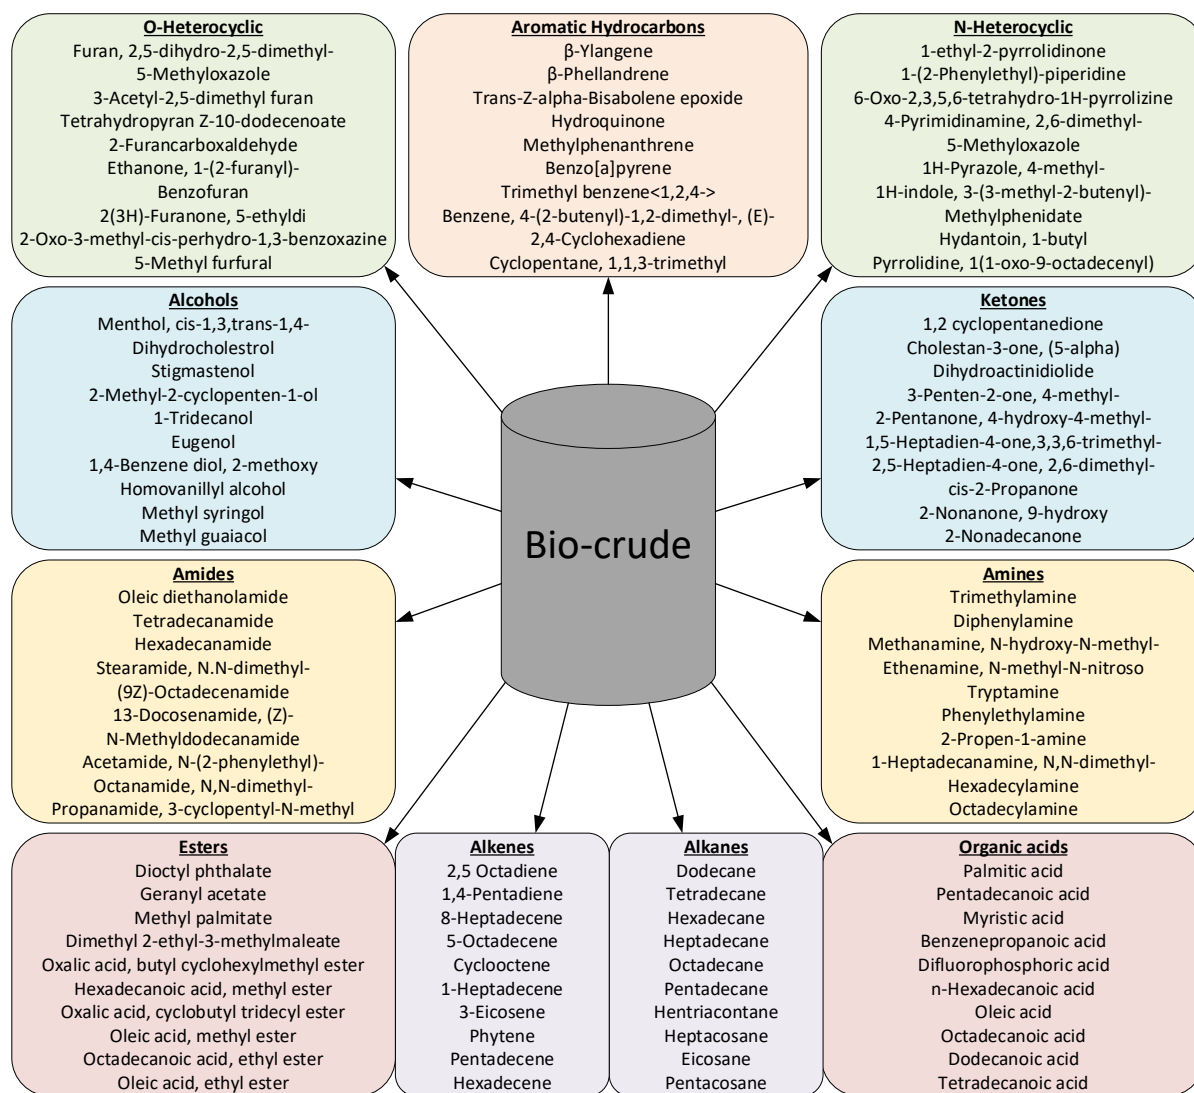 O-Heterocyclic
Furan, 2,5-dihydro-2,5-dimethyl-
5-Methyloxazole
3-Acetyl-2,5-dimethyl furan
Tetrahydropyran Z-10-dodecenoate
2-Furancarboxaldehyde
Ethanone, 1-(2-furanyl)-
Benzofuran
2(3H)-Furanone, 5-ethyldi
2-Oxo-3-methyl-cis-perhydro-1,3-benzoxazine
5-Methyl furfural
Aromatic Hydrocarbons
β-Ylangene
β-Phellandrene
Trans-Z-alpha-Bisabolene epoxide
Hydroquinone
Methylphenanthrene
Benzo[a]pyrene
Trimethyl benzene<1,2,4->
Benzene, 4-(2-butenyl)-1,2-dimethyl-, (E)-
2,4-Cyclohexadiene
Cyclopentane, 1,1,3-trimethyl
N-Heterocyclic
1-ethyl-2-pyrrolidinone
1-(2-Phenylethyl)-piperidine
6-Oxo-2,3,5,6-tetrahydro-1H-pyrrolizine
4-Pyrimidinamine, 2,6-dimethyl-
5-Methyloxazole
1H-Pyrazole, 4-methyl-
1H-indole, 3-(3-methyl-2-butenyl)-
Methylphenidate
Hydantoin, 1-butyl
Pyrrolidine, 1(1-oxo-9-octadecenyl)
Alcohols
Menthol, cis-1,3,trans-1,4-
Dihydrocholestrol
Stigmastenol
2-Methyl-2-cyclopenten-1-ol
1-Tridecanol
Eugenol
1,4-Benzene diol, 2-methoxy
Homovanillyl alcohol
Methyl syringol
Methyl guaiacol
Bio-crude
Ketones
1,2 cyclopentanedione
Cholestan-3-one, (5-alpha)
Dihydroactinidiolide
3-Penten-2-one, 4-methyl-
2-Pentanone, 4-hydroxy-4-methyl-
1,5-Heptadien-4-one,3,3,6-trimethyl-
2,5-Heptadien-4-one, 2,6-dimethyl-
cis-2-Propanone
2-Nonanone, 9-hydroxy
2-Nonadecanone
Amides
Oleic diethanolamide
Tetradecanamide
Hexadecanamide
Stearamide, N.N-dimethyl-
(9Z)-Octadecenamide
13-Docosenamide, (Z)-
N-Methyldodecanamide
Acetamide, N-(2-phenylethyl)-
Octanamide, N,N-dimethyl-
Propanamide, 3-cyclopentyl-N-methyl
Amines
Trimethylamine
Diphenylamine
Methanamine, N-hydroxy-N-methyl-
Ethenamine, N-methyl-N-nitroso
Tryptamine
Phenylethylamine
2-Propen-1-amine
1-Heptadecanamine, N,N-dimethyl-
Hexadecylamine
Octadecylamine
Esters
Dioctyl phthalate
Geranyl acetate
Methyl palmitate
Dimethyl 2-ethyl-3-methylmaleate
Oxalic acid, butyl cyclohexylmethyl ester
Hexadecanoic acid, methyl ester
Oxalic acid, cyclobutyl tridecyl ester
Oleic acid, methyl ester
Octadecanoic acid, ethyl ester
Oleic acid, ethyl ester
Alkenes
2,5 Octadiene
1,4-Pentadiene
8-Heptadecene
5-Octadecene
Cyclooctene
1-Heptadecene
3-Eicosene
Phytene
Pentadecene
Hexadecene
Alkanes
Dodecane
Tetradecane
Hexadecane
Heptadecane
Octadecane
Pentadecane
Hentriacontane
Heptacosane
Eicosane
Pentacosane
Organic acids
Palmitic acid
Pentadecanoic acid
Myristic acid
Benzenepropanoic acid
Difluorophosphoric acid
n-Hexadecanoic acid
Oleic acid
Octadecanoic acid
Dodecanoic acid
Tetradecanoic acid